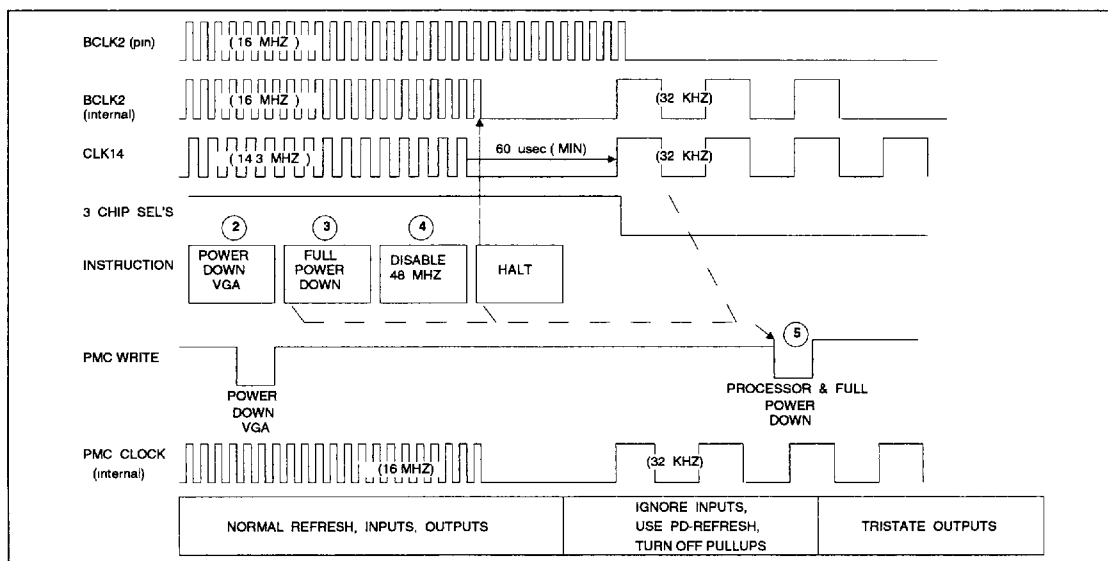 BCLK2 (pin)
( 16 MHZ )
BCLK2
(internal)
( 16 MHZ )
(32 KHZ)
CLK14
( 14 3 MHZ )
60 usec ( MIN)
(32 KHZ)
3 CHIP SEL'S
2
3
4
INSTRUCTION
POWER
DOWN
VGA
FULL
POWER
DOWN
DISABLE
48 MHZ
HALT
5
PMC WRITE
POWER
DOWN
VGA
PROCESSOR & FULL
POWER
DOWN
PMC CLOCK
(internal)
(16 MHZ)
(32 KHZ)
NORMAL REFRESH, INPUTS, OUTPUTS
IGNORE INPUTS,
USE PD-REFRESH,
TURN OFF PULLUPS
TRISTATE OUTPUTS